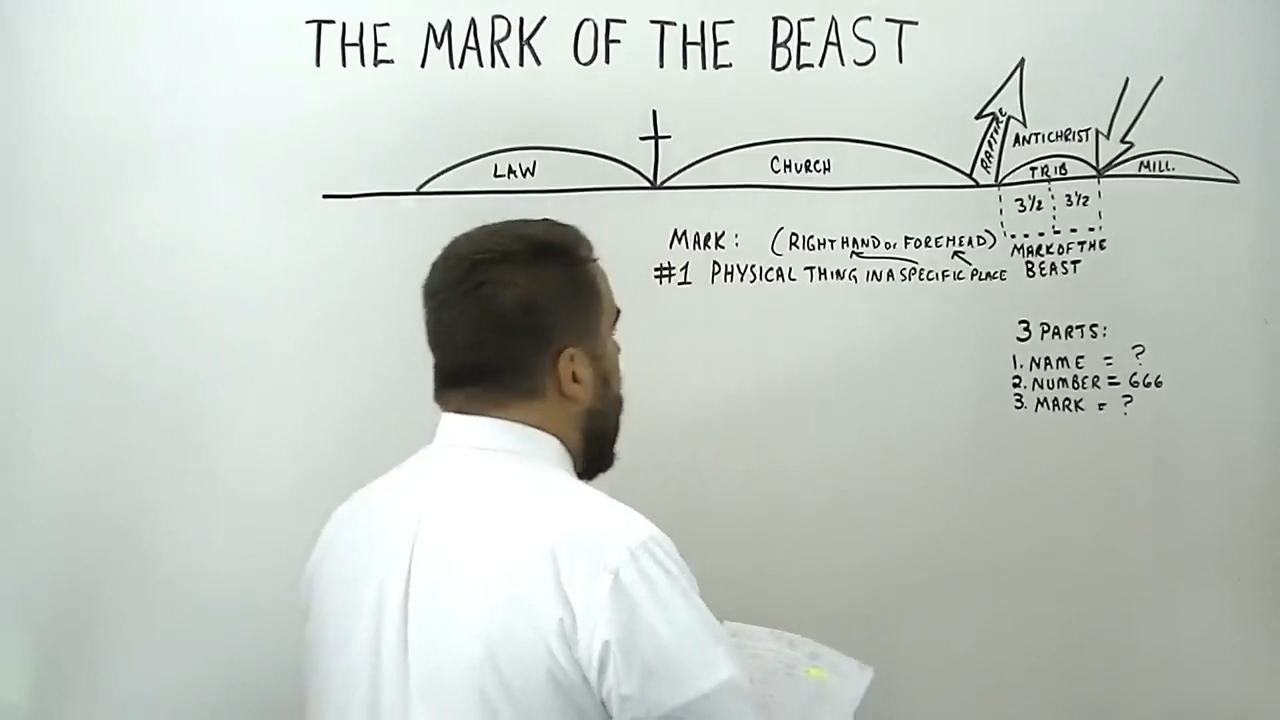 THE MARK OF THE BEAST
RAPTURE
ANTICHRIST
LAW
CHURCH
TRIB
MILL.
3½ 3½
MARK: (RIGHT HAND or FOREHEAD)
MARK OF THE
BEAST
#1 PHYSICAL THING IN A SPECIFIC PLACE
3 PARTS:
1. NAME = ?
2. NUMBER = 666
3. MARK = ?